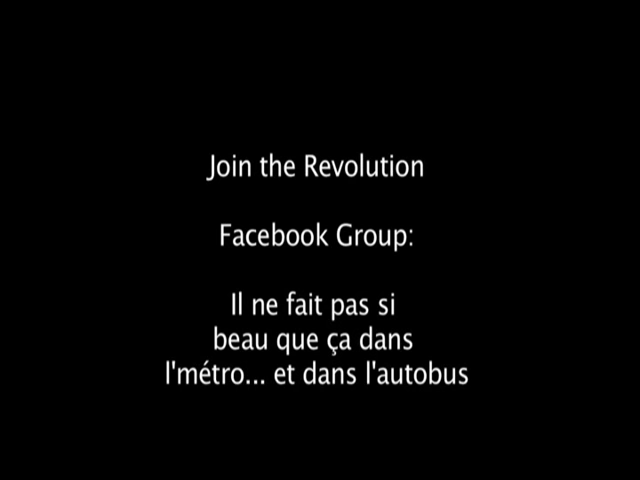 Join the Revolution
Facebook Group:
Il ne fait pas si
beau que ça dans
l'métro... et dans l'autobus